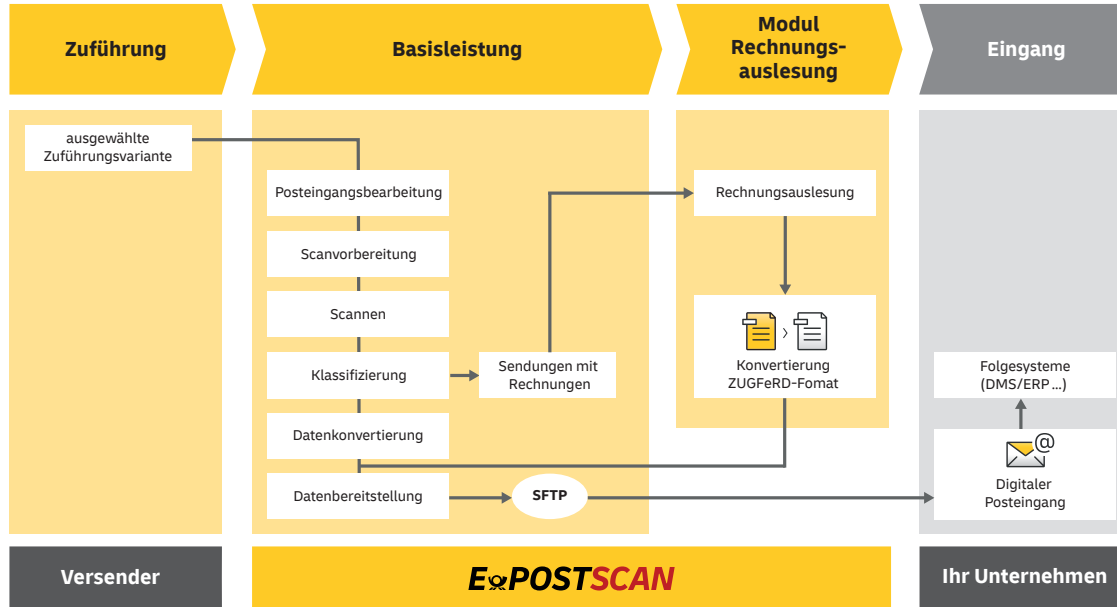 Zuführung
Basisleistung
Modul
Rechnungs-
auslesung
Eingang
ausgewählte
Zuführungsvariante
Posteingangsbearbeitung
Scanvorbereitung
Scannen
Klassifizierung
Sendungen mit
Rechnungen
Datenkonvertierung
Datenbereitstellung
SFTP
Rechnungsauslesung
Konvertierung
ZUGFeRD-Fomat
Folgesysteme
(DMS/ERP ...)
@
Digitaler
Posteingang
Versender
E POSTSCAN
Ihr Unternehmen